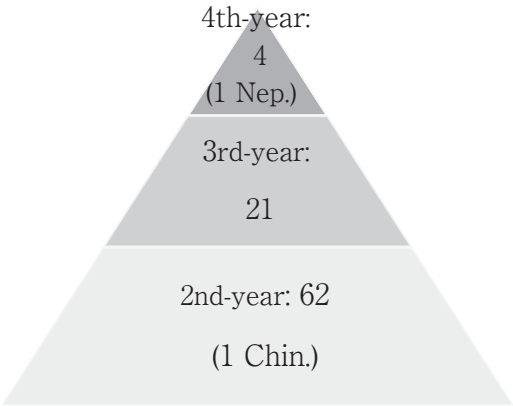 4th-year:
4
(1 Nep.)
3rd-year:
21
2nd-year: 62
(1 Chin.)